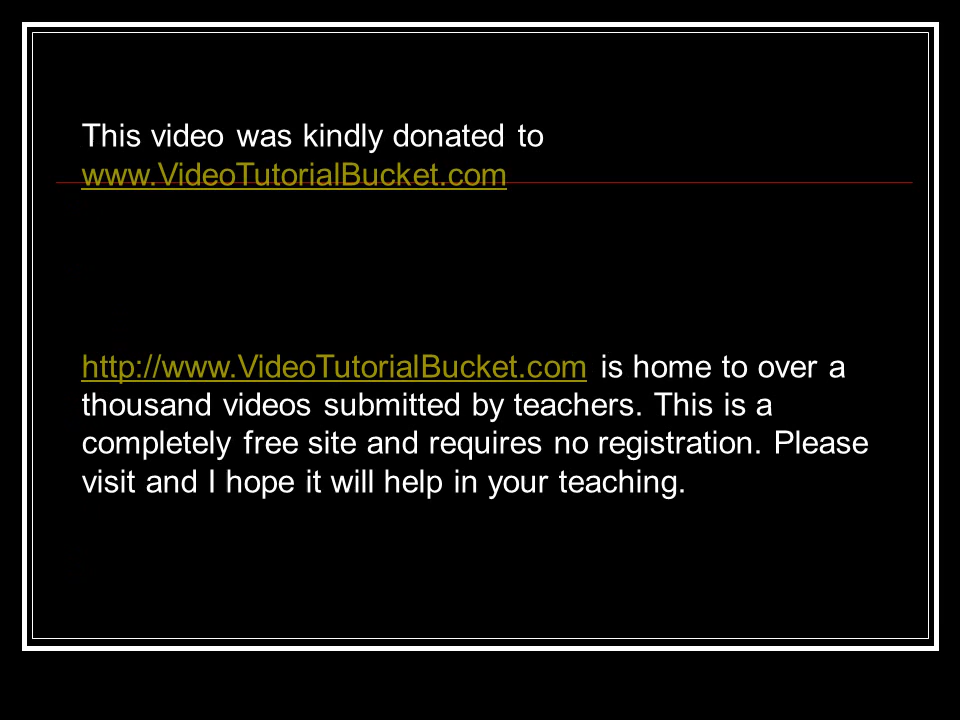 This video was kindly donated to
www.VideoTutorialBucket.com
http://www.VideoTutorialBucket.com is home to over a
thousand videos submitted by teachers. This is a
completely free site and requires no registration. Please
visit and I hope it will help in your teaching.